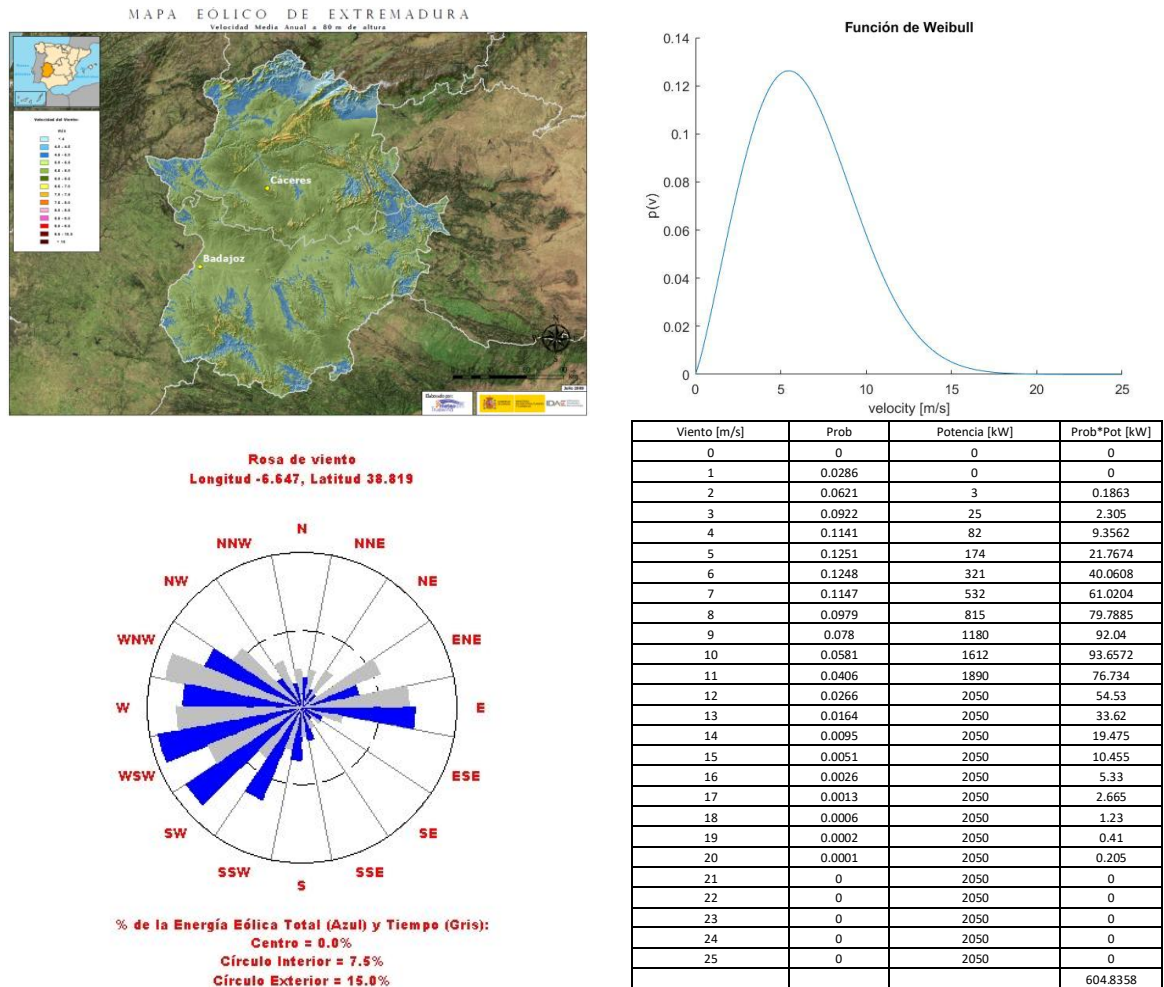 MAPA EÓLICO DE EXTREMADURA
Velocidad Media Anual a 80 m de altura
Velocidad del Viento:
Cáceres
Badajoz
N
Rosa de viento
Longitud -6.647, Latitud 38.819
N
NNW NNE
NW NE
WNW ENE
W E
WSW ESE
SW SE
SSW SSE
S
% de la Energía Eólica Total (Azul) y Tiempo (Gris):
Centro = 0.0%
Círculo Interior = 7.5%
Círculo Exterior = 15.0%
Función de Weibull
0.14
0.12
0.1
0.08
0.06
0.04
0.02
0
p(v)
0 5 10 15 20 25
velocity [m/s]
Viento [m/s] Prob Potencia [kW] Prob*Pot [kW]
0 0 0 0
1 0.0286 0 0
2 0.0621 3 0.1863
3 0.0922 25 2.305
4 0.1141 82 9.3562
5 0.1251 174 21.7674
6 0.1248 321 40.0608
7 0.1147 532 61.0204
8 0.0979 815 79.7885
9 0.078 1180 92.04
10 0.0581 1612 93.6572
11 0.0406 1890 76.734
12 0.0266 2050 54.53
13 0.0164 2050 33.62
14 0.0095 2050 19.475
15 0.0051 2050 10.455
16 0.0026 2050 5.33
17 0.0013 2050 2.665
18 0.0006 2050 1.23
19 0.0002 2050 0.41
20 0.0001 2050 0.205
21 0 2050 0
22 0 2050 0
23 0 2050 0
24 0 2050 0
25 0 2050 0
604.8358